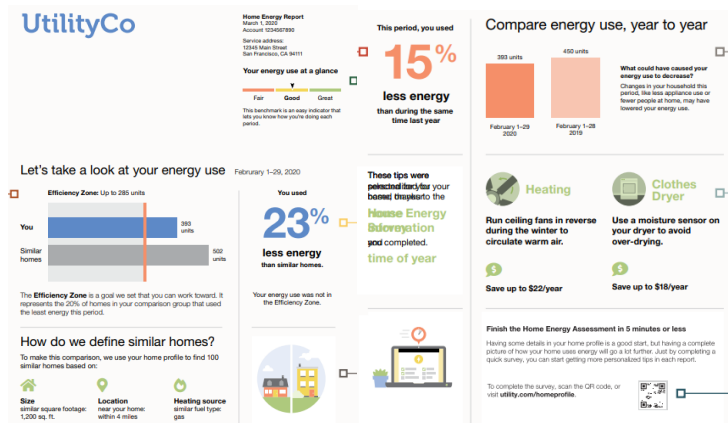 UtilityCo
Home Energy Report
March 1, 2020
Account 1234567890
Service address:
12345 Main Street
San Francisco, CA 94111
Your energy use at a glance
Fair Good Great
This benchmark is an easy indicator that
lets you know how you're doing each
period.
This period, you used
15%
less energy
than during the same
time last year
Compare energy use, year to year
393 units
450 units
February 1–29
2020
February 1–28
2019
What could have caused your
energy use to decrease?
Changes in your household this
period, like less appliance use or
fewer people at home, may have
lowered your energy use.
Let's take a look at your energy use
Februrary 1–29, 2020
Efficiency Zone: Up to 285 units
You
393
units
Similar
homes
502
units
The Efficiency Zone is a goal we set that you can work toward. It
represents the 20% of homes in your comparison group that used
the least energy this period.
You used
23%
less energy
than similar homes.
Your energy use was not in
the Efficiency Zone.
These tips were
for your
to the
House Energy
completed.
time of year
Heating
Run ceiling fans in reverse
during the winter to
circulate warm air.
$
Save up to $22/year
Clothes
Dryer
Use a moisture sensor on
your dryer to avoid
over-drying.
$
Save up to $18/year
How do we define similar homes?
To make this comparison, we use your home profile to find 100
similar homes based on:
Size
similar square footage:
1,200 sq. ft.
Location
near your home:
within 4 miles
Heating source
similar fuel type:
gas
Finish the Home Energy Assessment in 5 minutes or less
Having some details in your home profile is a good start, but having a complete
picture of how your home uses energy will go a lot further. Just by completing a
quick survey, you can start getting more personalized tips in each report.
To complete the survey, scan the QR code, or
visit utility.com/homeprofile.